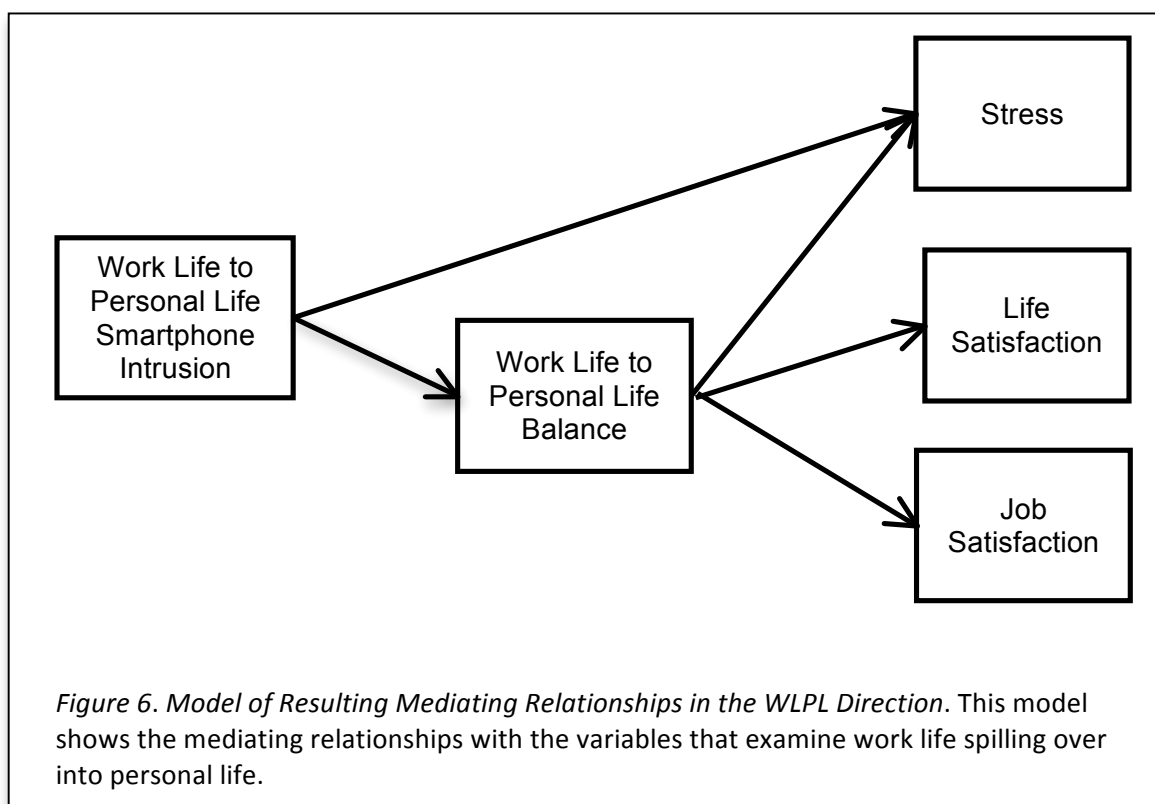 Stress
Work Life to
Personal Life
Smartphone
Intrusion
Work Life to
Personal Life
Balance
Life
Satisfaction
Job
Satisfaction
Figure 6. Model of Resulting Mediating Relationships in the WLPL Direction. This model
shows the mediating relationships with the variables that examine work life spilling over
into personal life.